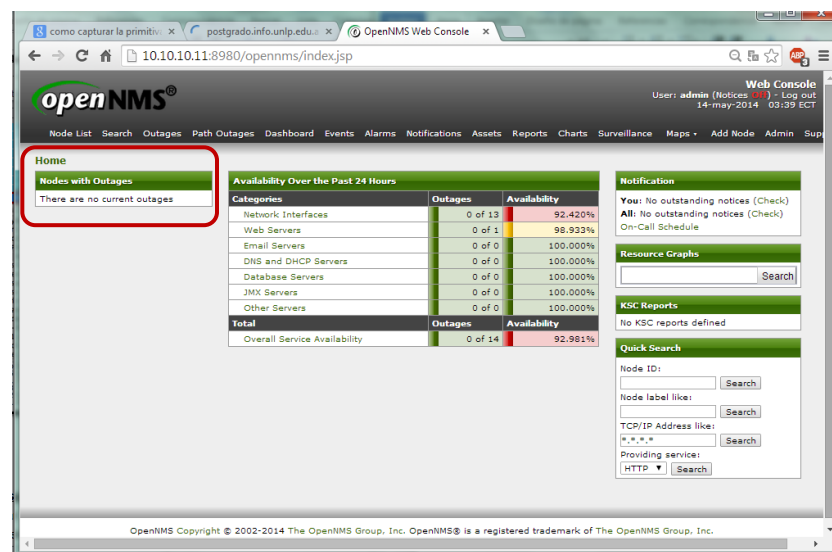 como capturar la primitiv
postgrado.info.unlp.edu.a
OpenNMS Web Console
10.10.10.11:8980/opennms/index.jsp
ABP
3
openNMS®
Web Console
User: admin (Notices Off) - Log out
14-may-2014 03:39 ECT
Node List Search Outages Path Outages Dashboard Events Alarms Notifications Assets Reports Charts Surveillance Maps Add Node Admin Sup
Home
Nodes with Outages
There are no current outages
Availability Over the Past 24 Hours
Categories Outages Availability
Network Interfaces 0 of 13 92.420%
Web Servers 0 of 1 98.933%
Email Servers 0 of 0 100.000%
DNS and DHCP Servers 0 of 0 100.000%
Database Servers 0 of 0 100.000%
JMX Servers 0 of 0 100.000%
Other Servers 0 of 0 100.000%
Total Outages Availability
Overall Service Availability 0 of 14 92.981%
Notification
You: No outstanding notices (Check)
All: No outstanding notices (Check)
On-Call Schedule
Resource Graphs
Search
KSC Reports
No KSC reports defined
Quick Search
Node ID:
Search
Node label like:
Search
TCP/IP Address like:
*.*.*.* Search
Providing service:
HTTP Search
OpenNMS Copyright © 2002-2014 The OpenNMS Group, Inc. OpenNMS® is a registered trademark of The OpenNMS Group, Inc.